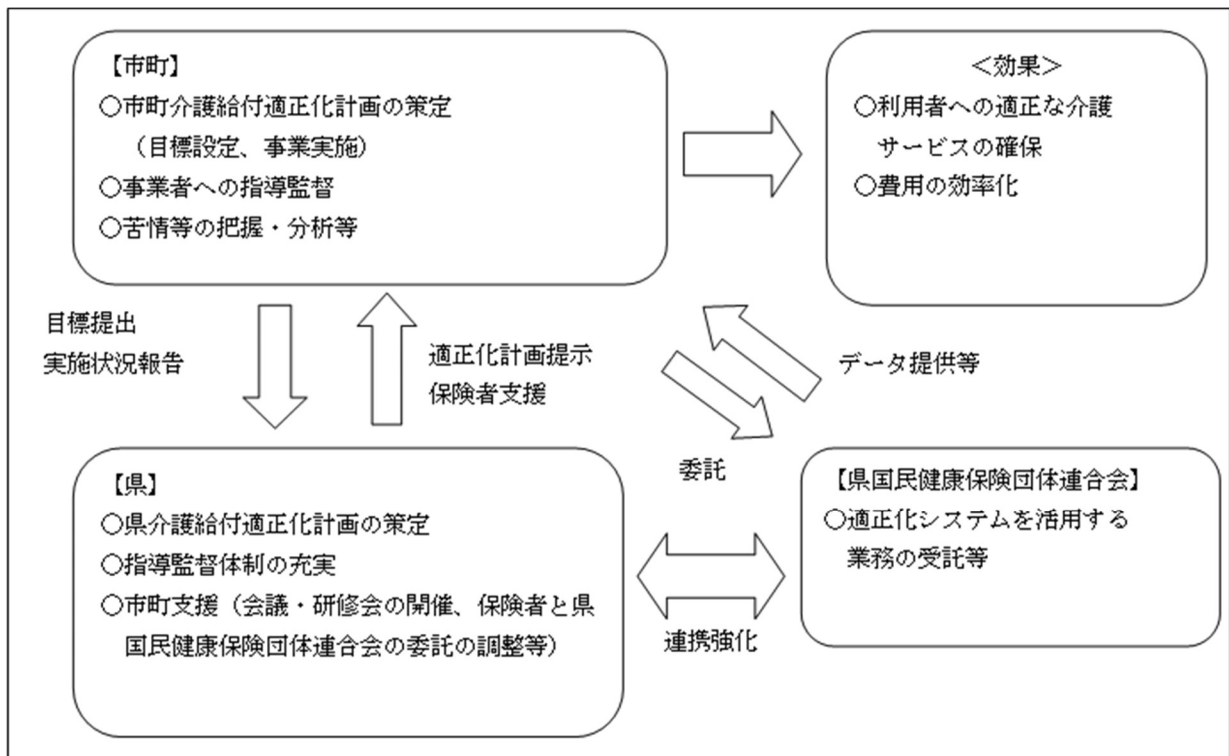 【市町】
○市町介護給付適正化計画の策定
（目標設定、事業実施）
○事業者への指導監督
○苦情等の把握・分析等
＜効果＞
○利用者への適正な介護
サービスの確保
○費用の効率化
目標提出
実施状況報告
適正化計画提示
保険者支援
データ提供等
委託
【県】
○県介護給付適正化計画の策定
○指導監督体制の充実
○市町支援（会議・研修会の開催、保険者と県
国民健康保険団体連合会の委託の調整等）
連携強化
【県国民健康保険団体連合会】
○適正化システムを活用する
業務の受託等